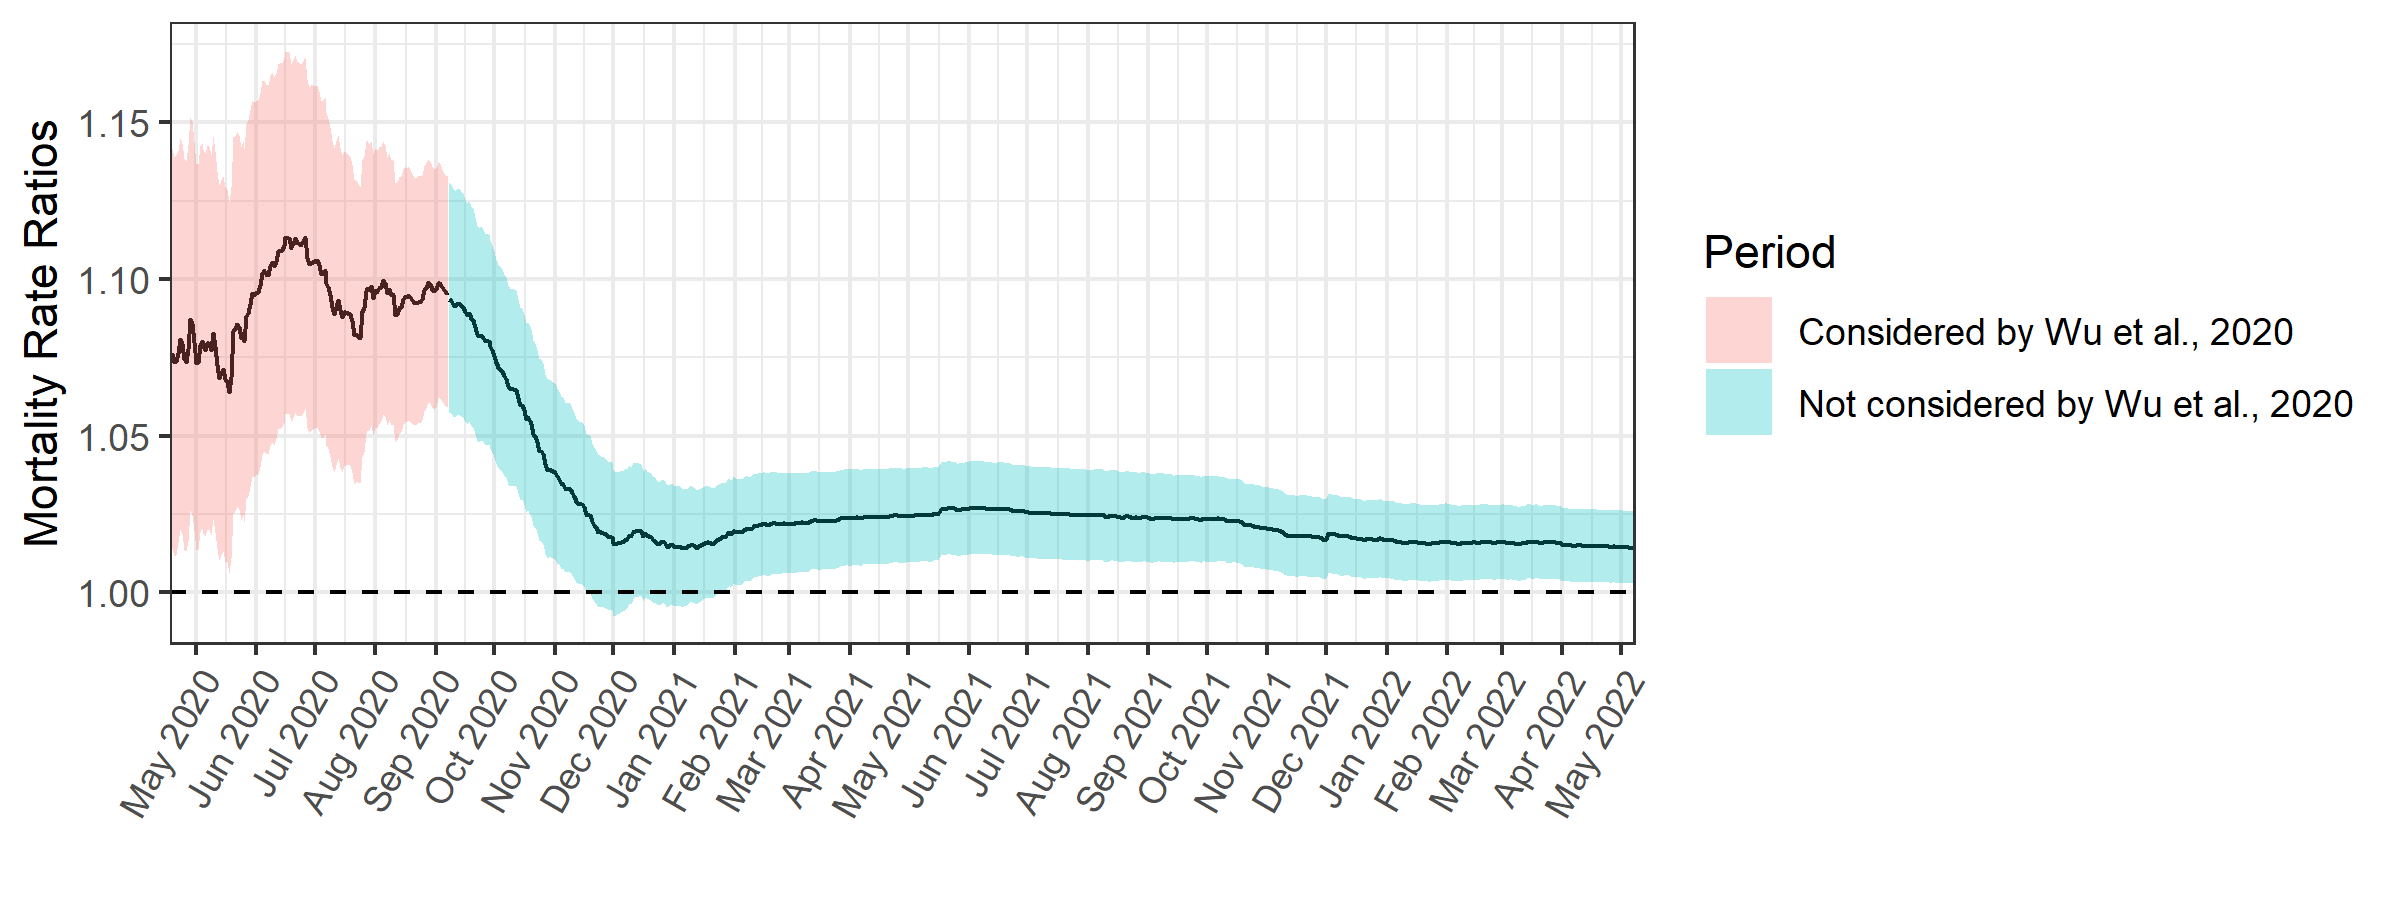 Mortality Rate Ratios
1.15
1.10
1.05
1.00
May 2020
Jun 2020
Jul 2020
Aug 2020
Sep 2020
Oct 2020
Nov 2020
Dec 2020
Jan 2021
Feb 2021
Mar 2021
Apr 2021
May 2021
Jun 2021
Jul 2021
Aug 2021
Sep 2021
Oct 2021
Nov 2021
Dec 2021
Jan 2022
Feb 2022
Mar 2022
Apr 2022
May 2022
Period
Considered by Wu et al., 2020
Not considered by Wu et al., 2020